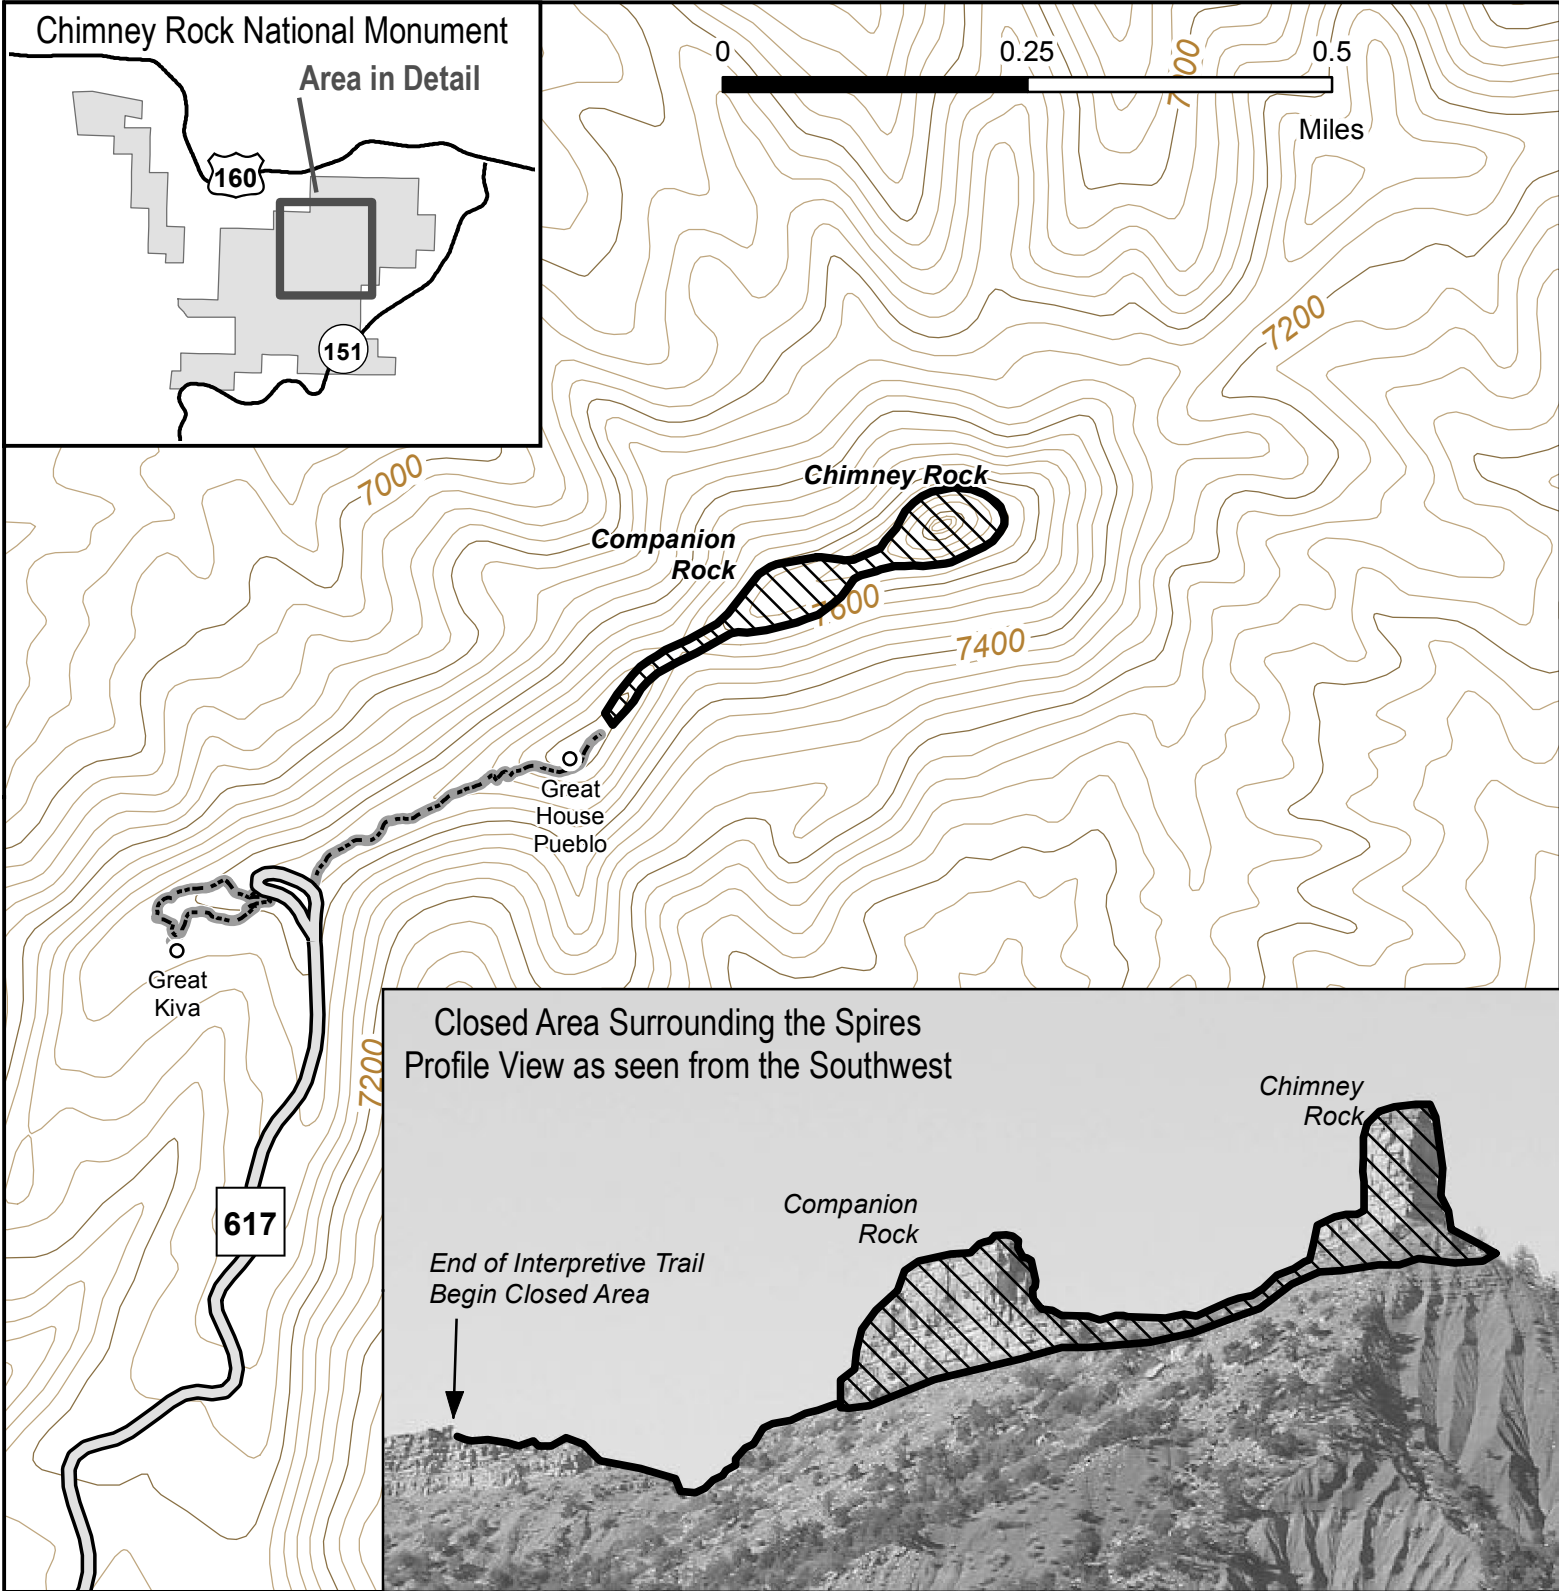 Chimney Rock National Monument
Area in Detail
160
151
0 0.25 0.5
Miles
7000
7200
7000
Chimney Rock
Companion
Rock
7600
7400
Great
House
Pueblo
Great
Kiva
7200
617
Closed Area Surrounding the Spires
Profile View as seen from the Southwest
Chimney
Rock
Companion
Rock
End of Interpretive Trail
Begin Closed Area